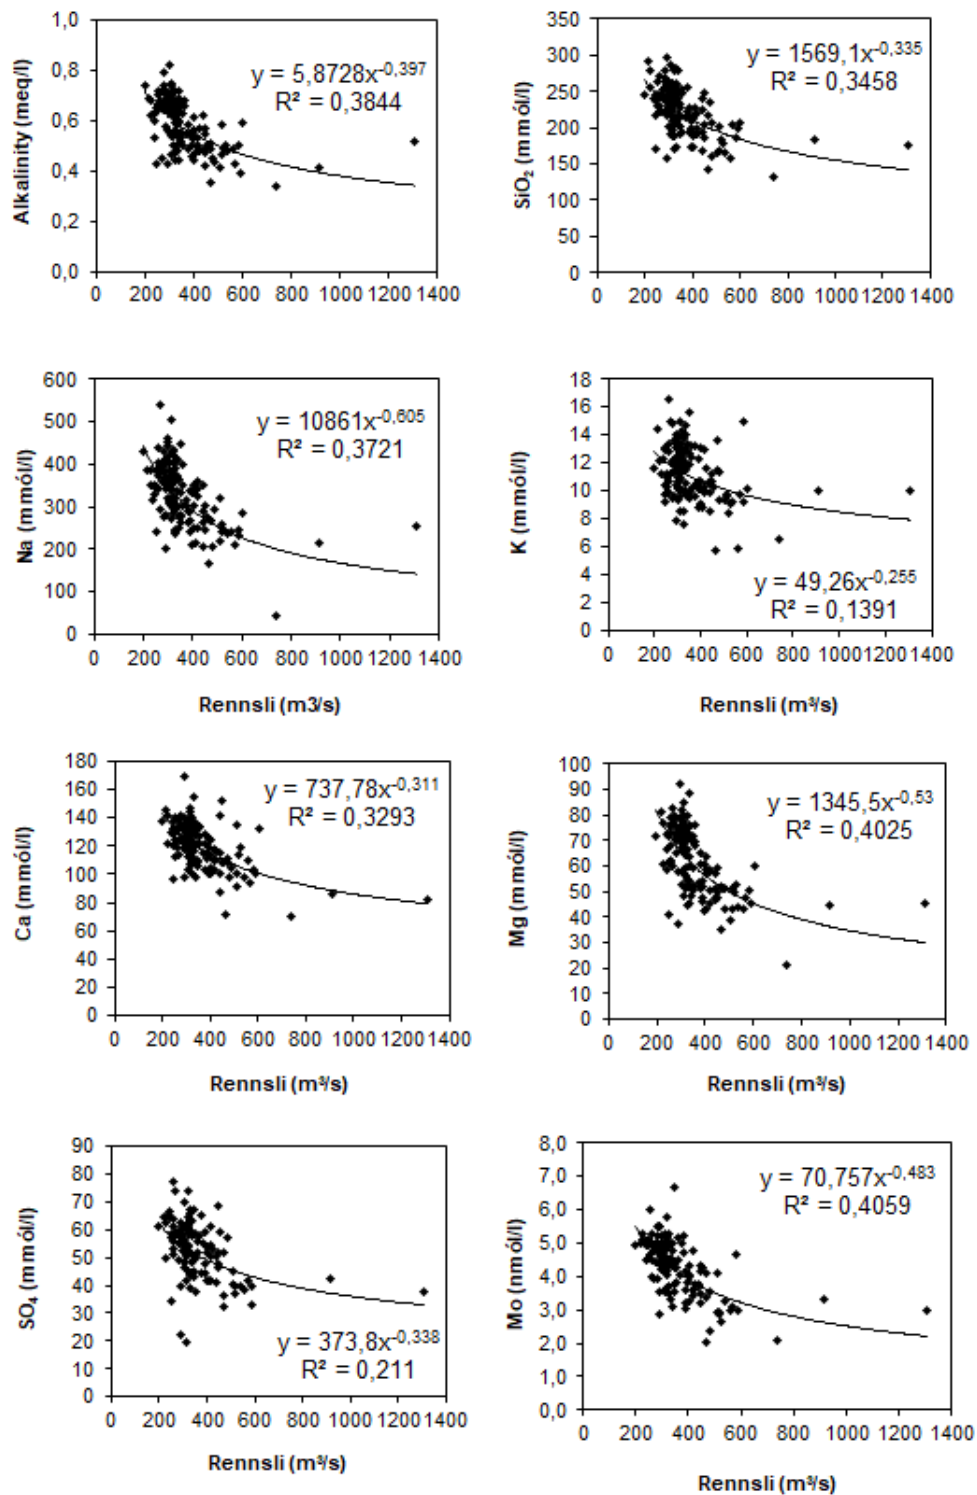 1,0
0,8
0,6
0,4
0,2
0,0
Alkalinity (meq/l)
y = 5,8728x^-0,397
R² = 0,3844
0 200 400 600 800 1000 1200 1400
350
300
250
200
150
100
50
0
SiO₂ (mmól/l)
y = 1569,1x^-0,335
R² = 0,3458
0 200 400 600 800 1000 1200 1400
600
500
400
300
200
100
0
Na (mmól/l)
y = 10861x^-0,605
R² = 0,3721
0 200 400 600 800 1000 1200 1400
Rennsli (m3/s)
18
16
14
12
10
8
6
4
2
0
K (mmól/l)
y = 49,26x^-0,255
R² = 0,1391
0 200 400 600 800 1000 1200 1400
Rennsli (m³/s)
180
160
140
120
100
80
60
40
20
0
Ca (mmól/l)
y = 737,78x^-0,311
R² = 0,3293
0 200 400 600 800 1000 1200 1400
Rennsli (m³/s)
100
90
80
70
60
50
40
30
20
10
0
Mg (mmól/l)
y = 1345,5x^-0,53
R² = 0,4025
0 200 400 600 800 1000 1200 1400
Rennsli (m³/s)
90
80
70
60
50
40
30
20
10
0
SO₄ (mmól/l)
y = 373,8x^-0,338
R² = 0,211
0 200 400 600 800 1000 1200 1400
Rennsli (m³/s)
8,0
7,0
6,0
5,0
4,0
3,0
2,0
1,0
0,0
Mo (nmól/l)
y = 70,757x^-0,483
R² = 0,4059
0 200 400 600 800 1000 1200 1400
Rennsli (m³/s)